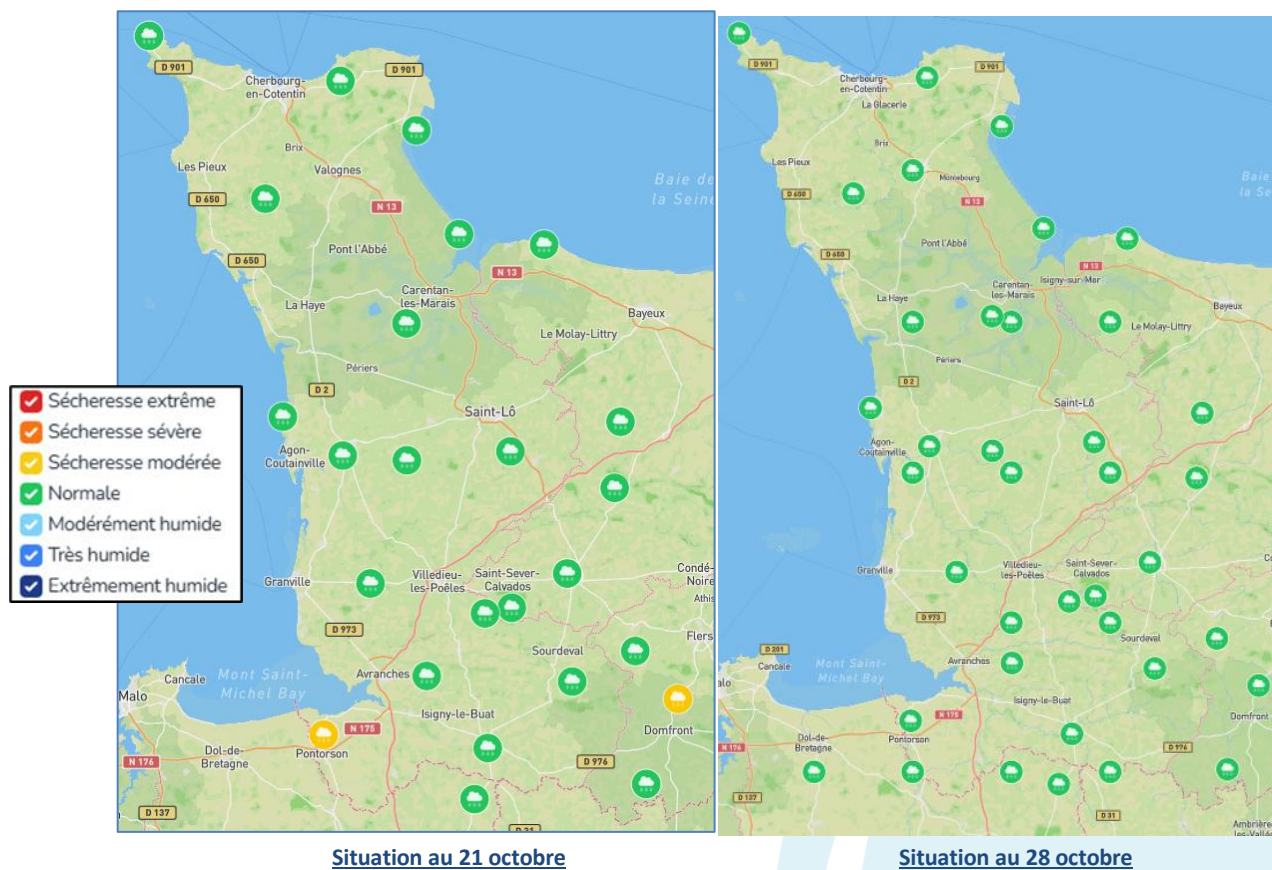 D 901
Cherbourg-
en-Cotentin
D 901
Brix
Les Pieux
Valognes
Baie de
la Seine
D 650
N 13
Pont l'Abbé
D 650
N 13
La Haye
Carentan-
les-Marais
Bayeux
Le Molay-Littry
Périers
D 2
Saint-Lô
Agon-
Coutainville
Granville
Villedieu-
les-Poêles
Saint-Sever-
Calvados
Condé-
Noire
Athis
D 973
Flers
Sourdeval
Mont Saint-
Michel Bay
Avranches
Cancale
Malo
Isigny-le-Buat
N 175
Domfront
Dol-de-
Bretagne
Pontorson
N 176
D 976
D 137
D 31
Sécheresse extrême
Sécheresse sévère
Sécheresse modérée
Normale
Modérément humide
Très humide
Extrêmement humide
D 901
Cherbourg-
en-Cotentin
D 901
La Glacerie
Brix
Les Pieux
Montebourg
Baie de
la Seine
D 650
N 13
Pont l'Abbé
D 650
N 13
Isigny-sur-Mer
Carentan-
les-Marais
La Haye
Bayeux
Le Molay-Littry
Périers
D 2
Saint-Lô
Agon-
Coutainville
Granville
Villedieu-
les-Poêles
Saint-Sever-
Calvados
D 973
Sourdeval
D 201
Cancale
Mont Saint-
Michel Bay
Avranches
alo
Isigny-le-Buat
N 175
Domfront
Dol-de-
Bretagne
Pontorson
N 176
D 976
D 137
D 31
Ambrière
les-Vallée
Situation au 21 octobre
Situation au 28 octobre